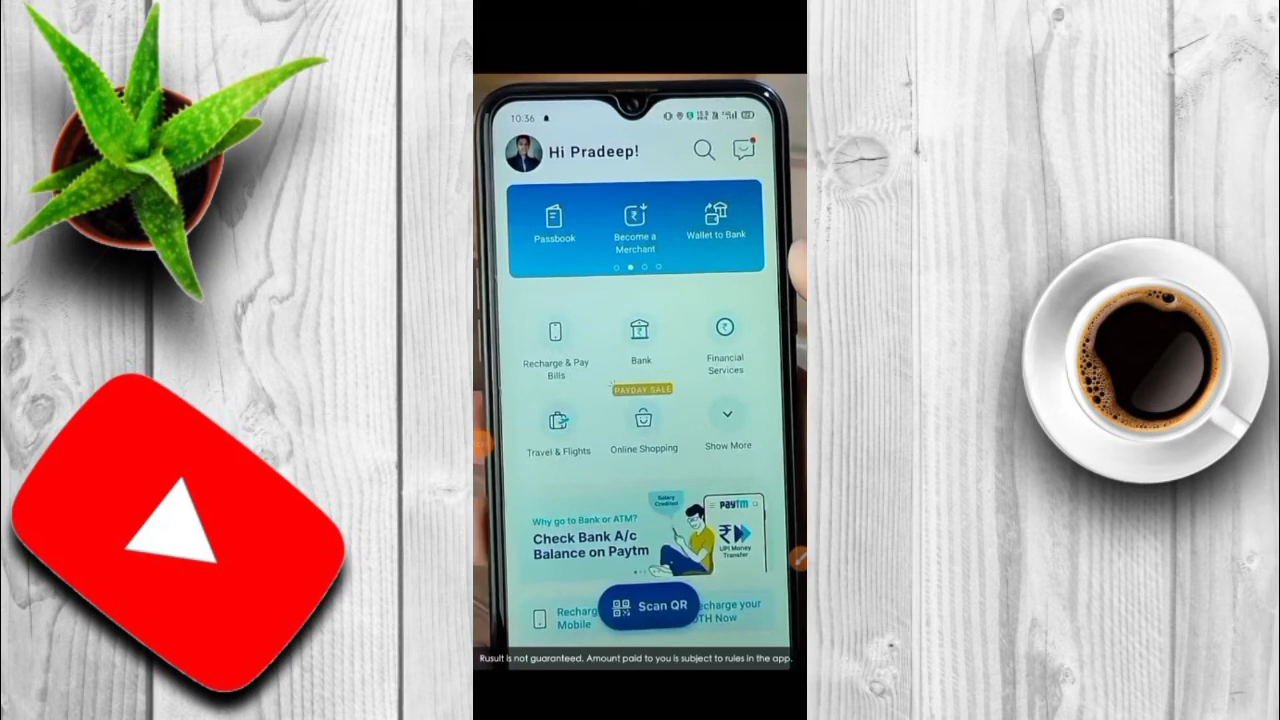 10:36
Hi Pradeep!
Passbook
Become a
Merchant
Wallet to Bank
Recharge & Pay
Bills
Bank
Financial
Services
PAYDAY SALE
Travel & Flights
Online Shopping
Show More
Salary
Credited!
Why go to Bank or ATM?
Check Bank A/c
Balance on Paytm
paytm
UPI Money
Transfer
Recharg
Mobile
Scan QR
echarge your
DTH Now
Rusult is not guaranteed. Amount paid to you is subject to rules in the app.